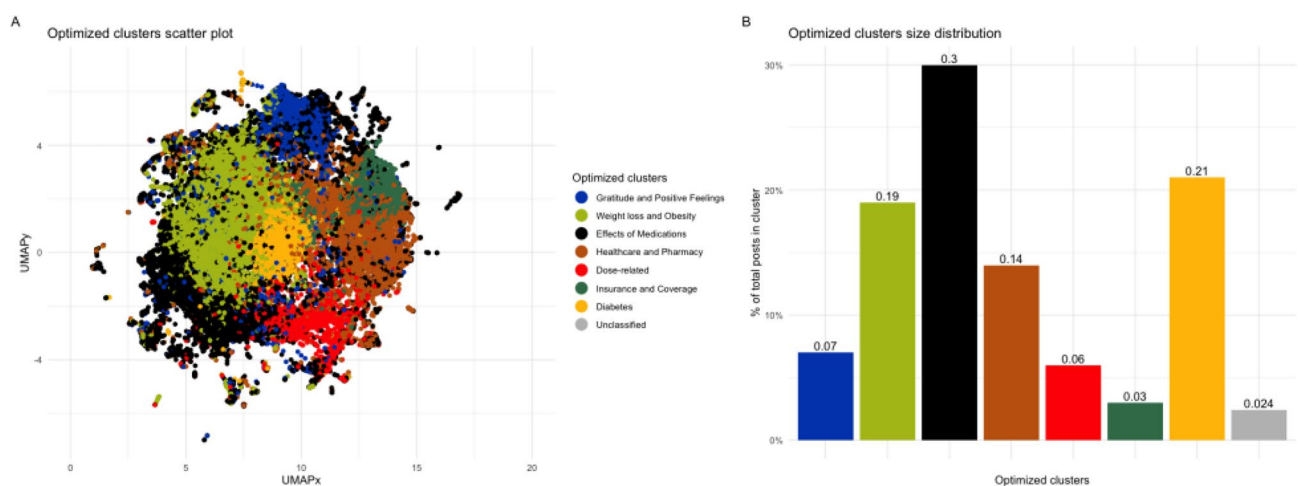 A
Optimized clusters scatter plot
4
0
-4
UMAPy
0
5
10
15
20
UMAPx
Optimized clusters
Gratitude and Positive Feelings
Weight loss and Obesity
Effects of Medications
Healthcare and Pharmacy
Dose-related
Insurance and Coverage
Diabetes
Unclassified
B
Optimized clusters size distribution
30%
20%
10%
0%
% of total posts in cluster
0.07
0.19
0.3
0.14
0.06
0.03
0.21
0.024
Optimized clusters